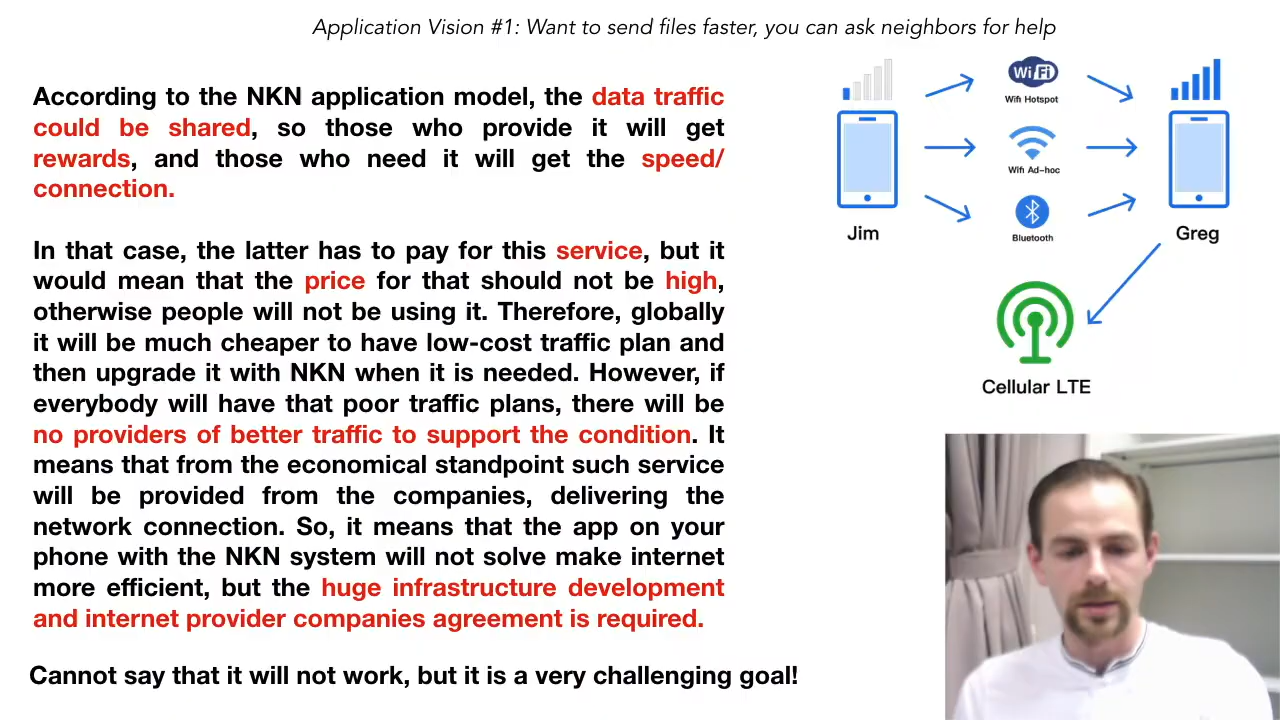 Application Vision #1: Want to send files faster, you can ask neighbors for help
According to the NKN application model, the data traffic
could be shared, so those who provide it will get
rewards, and those who need it will get the speed/
connection.
In that case, the latter has to pay for this service, but it
would mean that the price for that should not be high,
otherwise people will not be using it. Therefore, globally
it will be much cheaper to have low-cost traffic plan and
then upgrade it with NKN when it is needed. However, if
everybody will have that poor traffic plans, there will be
no providers of better traffic to support the condition. It
means that from the economical standpoint such service
will be provided from the companies, delivering the
network connection. So, it means that the app on your
phone with the NKN system will not solve make internet
more efficient, but the huge infrastructure development
and internet provider companies agreement is required.
Cannot say that it will not work, but it is a very challenging goal!
WiFi
Wifi Hotspot
Wifi Ad-hoc
Bluetooth
Jim
Greg
Cellular LTE